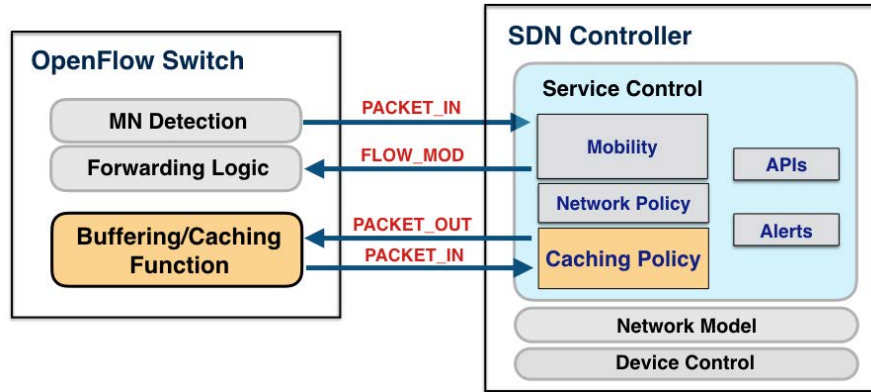 OpenFlow Switch
MN Detection
Forwarding Logic
Buffering/Caching
Function
PACKET_IN
FLOW_MOD
PACKET_OUT
PACKET_IN
SDN Controller
Service Control
Mobility
Network Policy
Caching Policy
APIs
Alerts
Network Model
Device Control